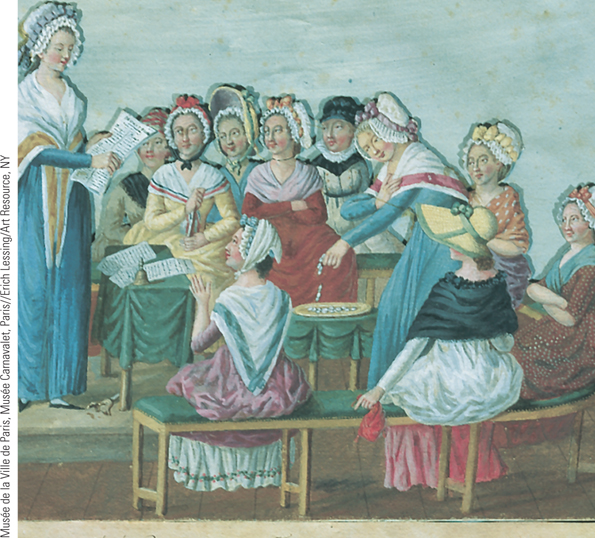 Musée de la Ville de Paris, Musée Carnavalet, Paris//Erich Lessing/Art Resource, NY